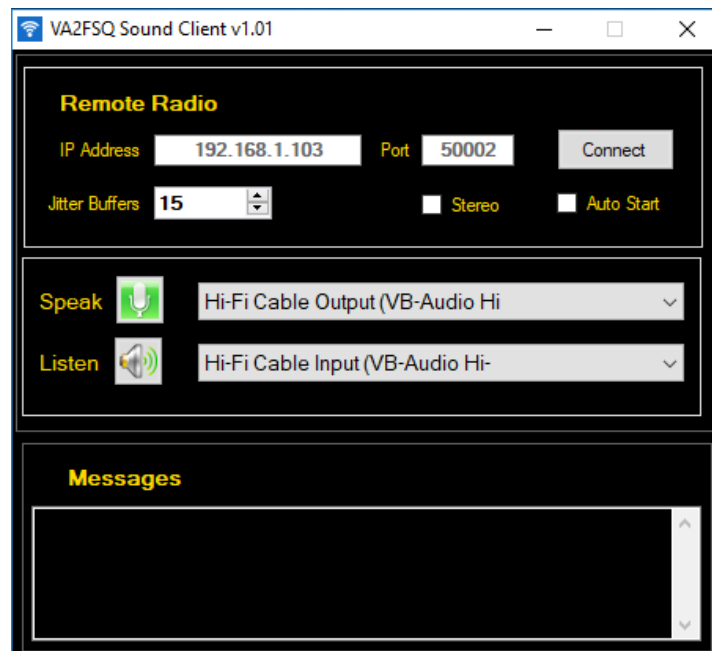 VA2FSQ Sound Client v1.01
Remote Radio
IP Address 192.168.1.103 Port 50002 Connect
Jitter Buffers 15 Stereo Auto Start
Speak Hi-Fi Cable Output (VB-Audio Hi
Listen Hi-Fi Cable Input (VB-Audio Hi-
Messages